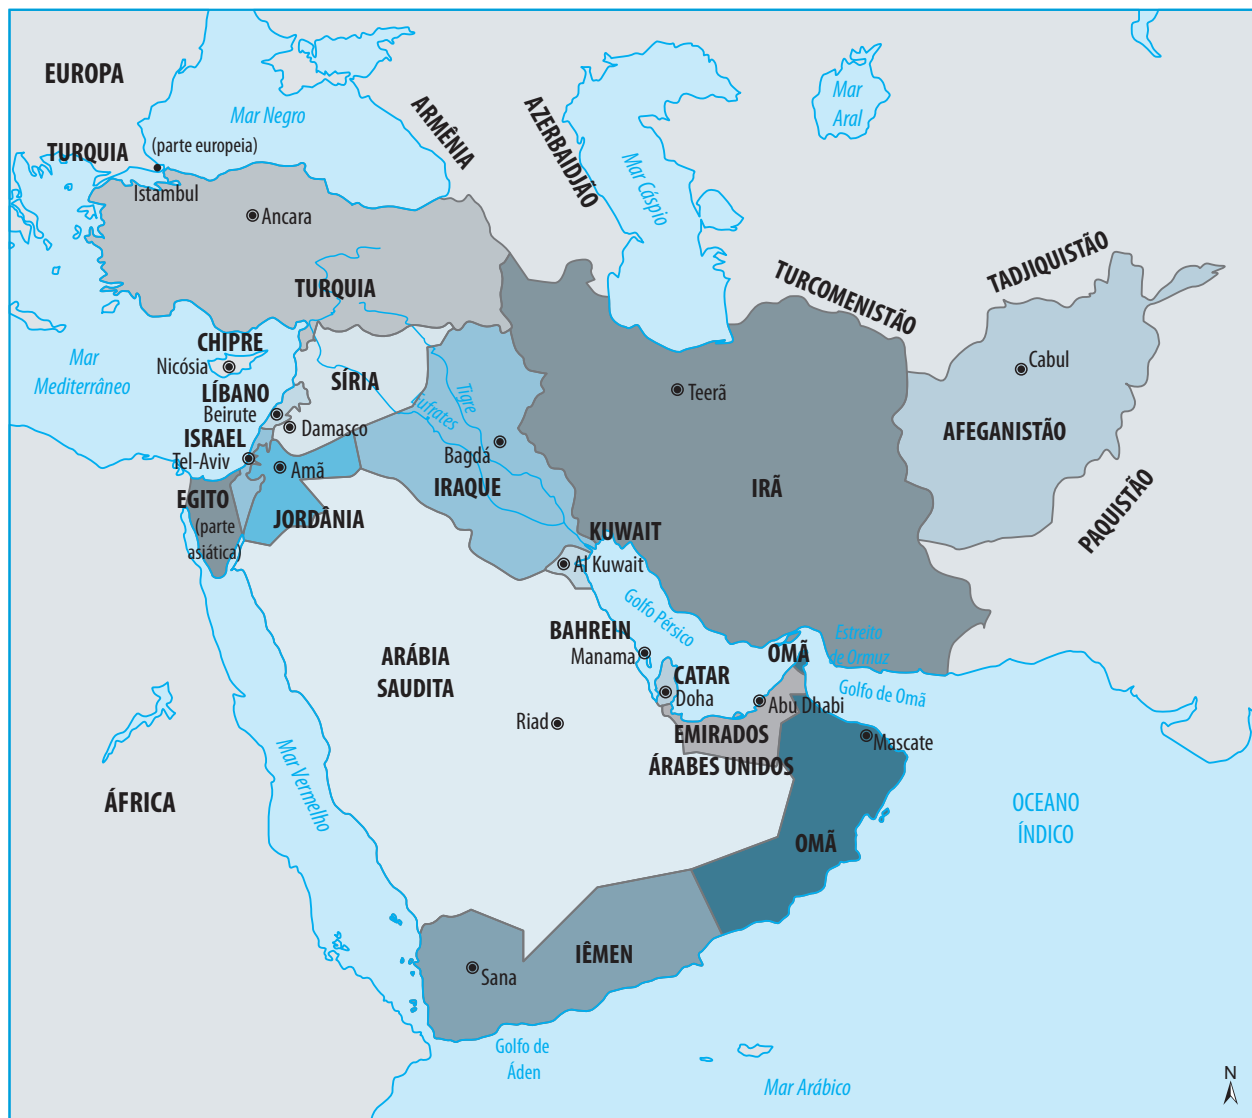 EUROPA
Mar Negro
Mar
Aral
ARMÊNIA
AZERBAIDJÃO
TURQUIA
(parte europeia)
Istambul
Mar Cáspio
Ancara
TURQUIA
TURCOMENISTÃO
TADJIQUISTÃO
Mar
Mediterrâneo
CHIPRE
Nicósia
SÍRIA
LÍBANO
Beirute
Damasco
Eufrates
Tigre
Teerã
Cabul
AFEGANISTÃO
ISRAEL
Tel-Aviv
Amã
Bagdá
IRAQUE
IRÃ
PAQUISTÃO
EGITO
(parte
asiática)
JORDÂNIA
KUWAIT
Al Kuwait
Golfo Pérsico
BAHREIN
Manama
ARÁBIA
SAUDITA
CATAR
Doha
OMÃ
Estreito
de Ormuz
Golfo de Omã
Abu Dhabi
Riad
EMIRADOS
ÁRABES UNIDOS
Mascate
Mar Vermelho
ÁFRICA
OMÃ
OCEANO
ÍNDICO
IÊMEN
Sana
Golfo de
Áden
Mar Arábico
N